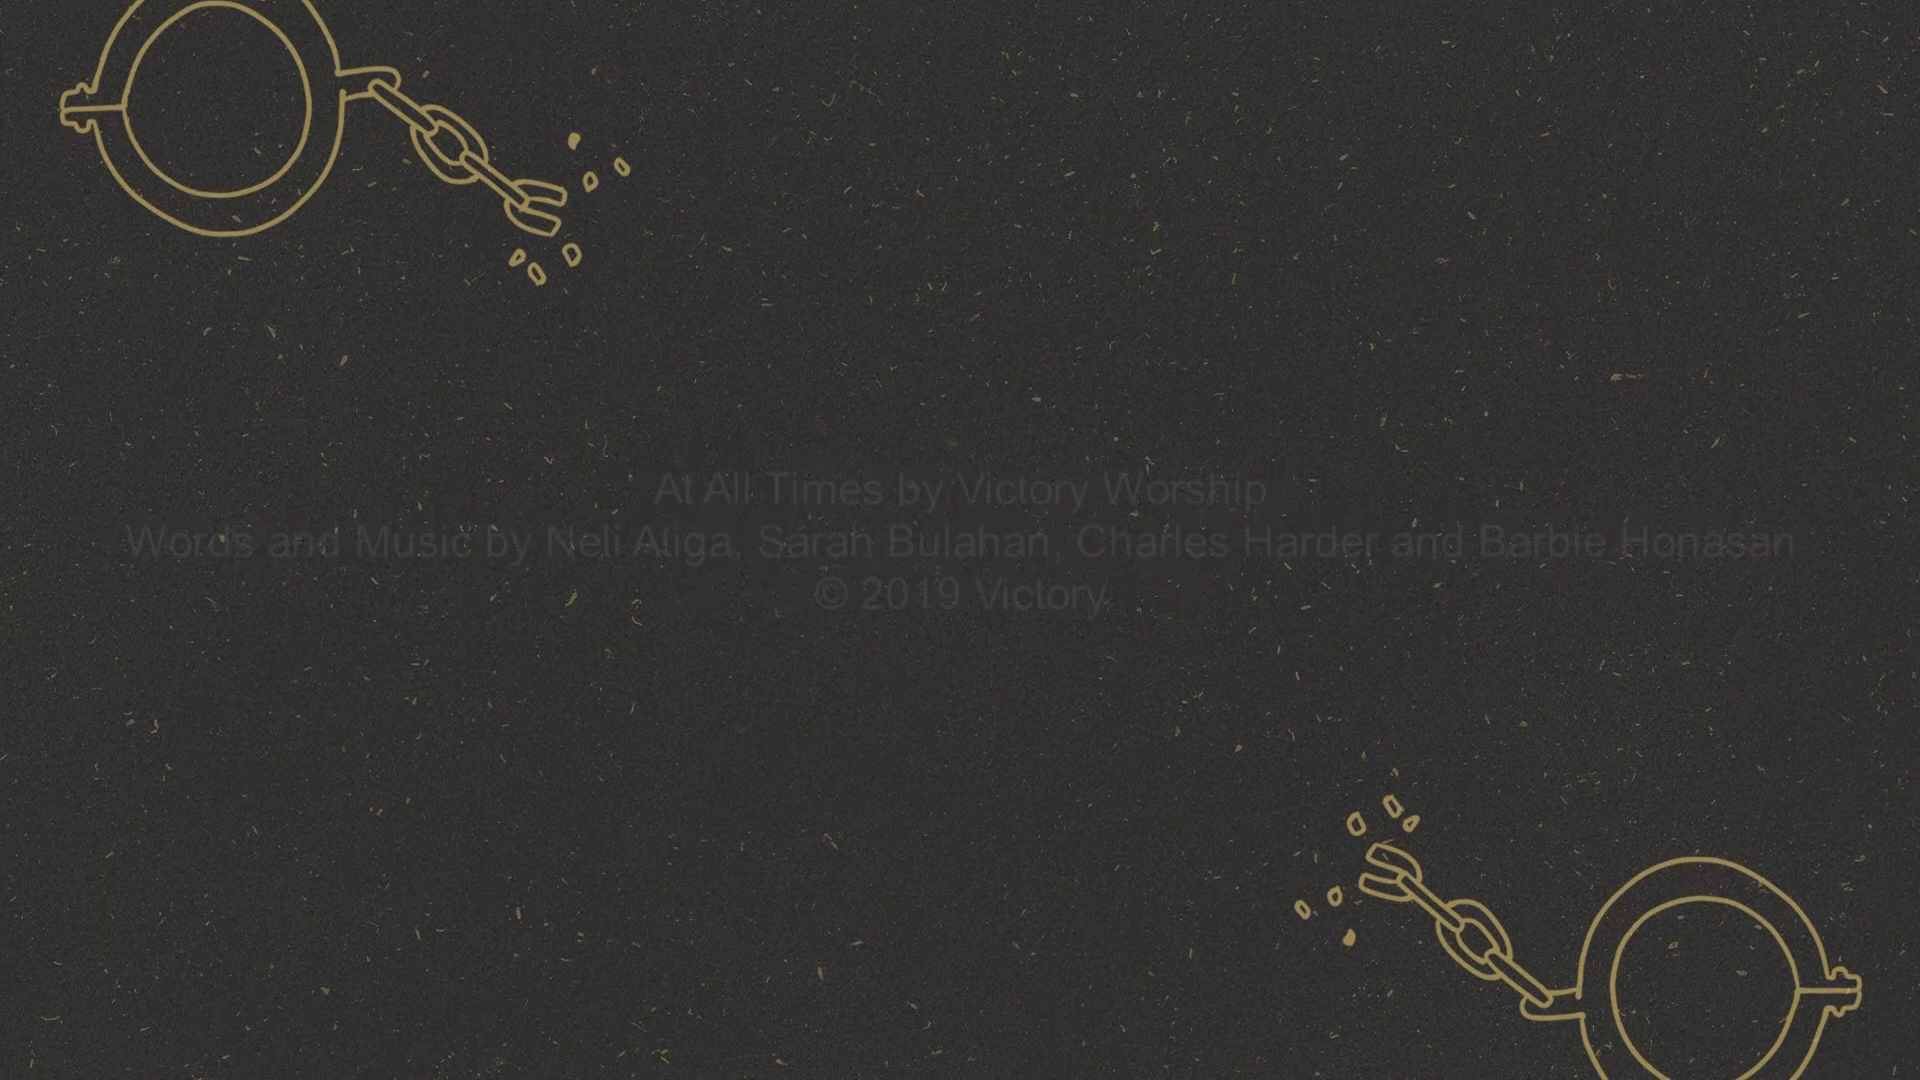 At All Times by Victory Worship
Words and Music by Neli Atiga, Sarah Bulahan, Charles Harder and Barbie Honasan
© 2019 Victory